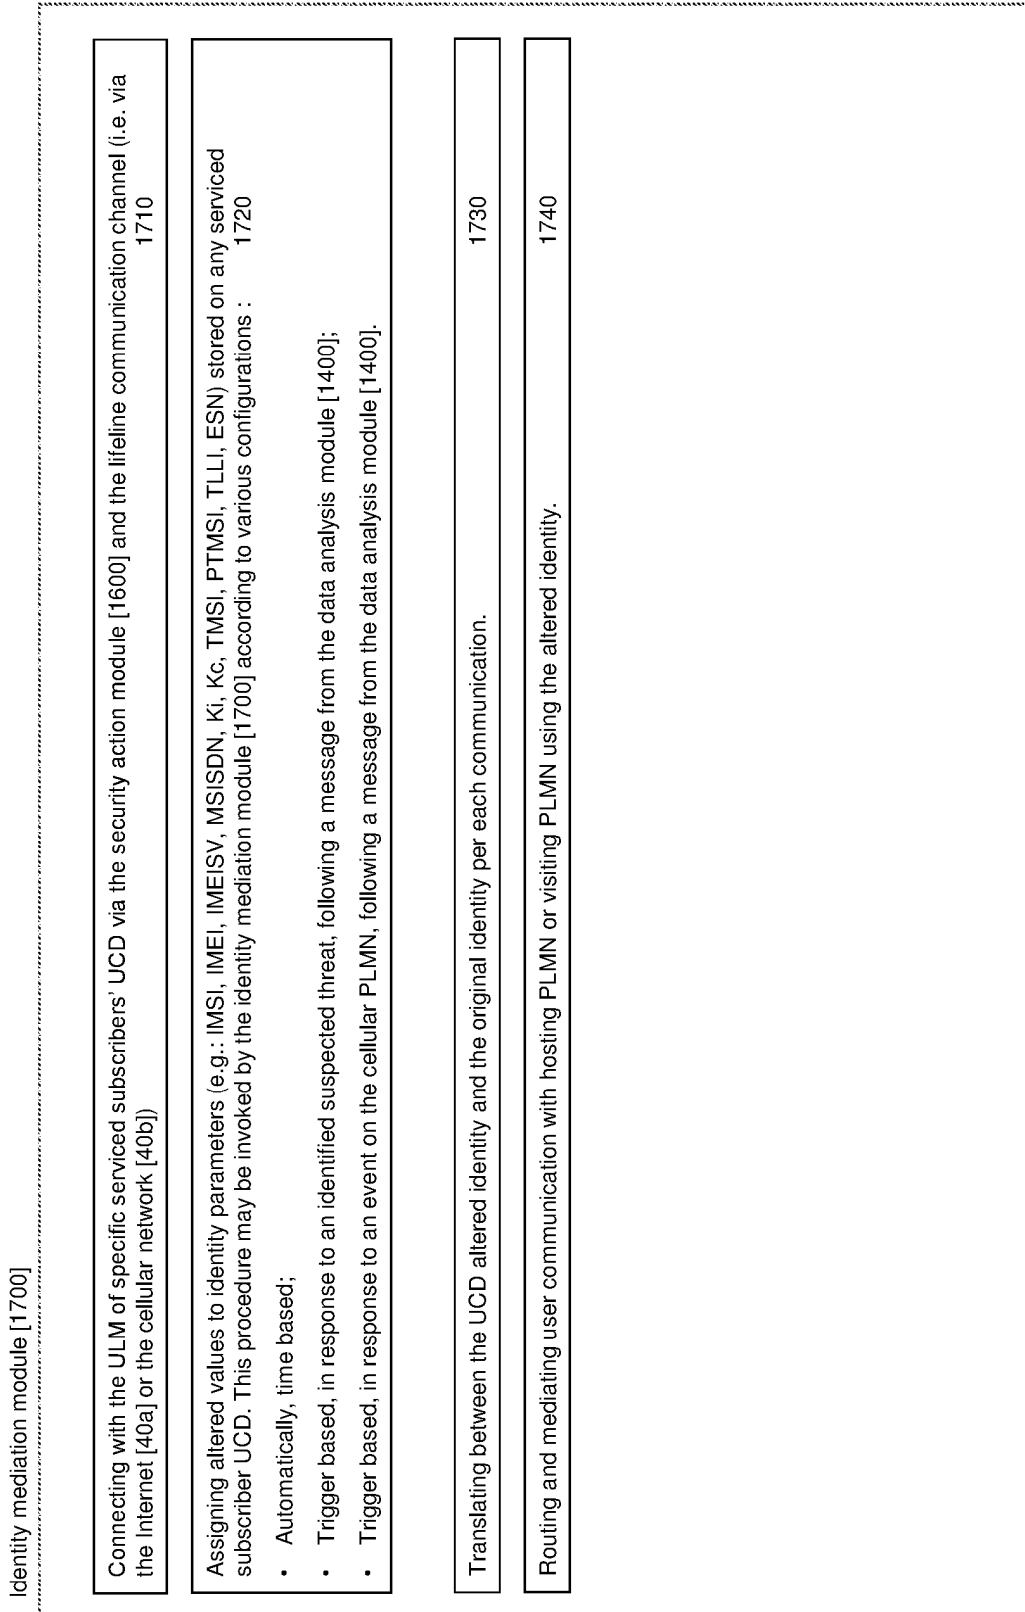 Identity mediation module [1700]
Connecting with the ULM of specific serviced subscribers' UCD via the security action module [1600] and the lifeline communication channel (i.e. via
the Internet [40a] or the cellular network [40b]) 1710
Assigning altered values to identity parameters (e.g.: IMSI, IMEI, IMEISV, MSISDN, Ki, Kc, TMSI, PTMSI, TLLI, ESN) stored on any serviced
subscriber UCD. This procedure may be invoked by the identity mediation module [1700] according to various configurations : 1720
• Automatically, time based;
• Trigger based, in response to an identified suspected threat, following a message from the data analysis module [1400];
• Trigger based, in response to an event on the cellular PLMN, following a message from the data analysis module [1400].
Translating between the UCD altered identity and the original identity per each communication. 1730
Routing and mediating user communication with hosting PLMN or visiting PLMN using the altered identity. 1740